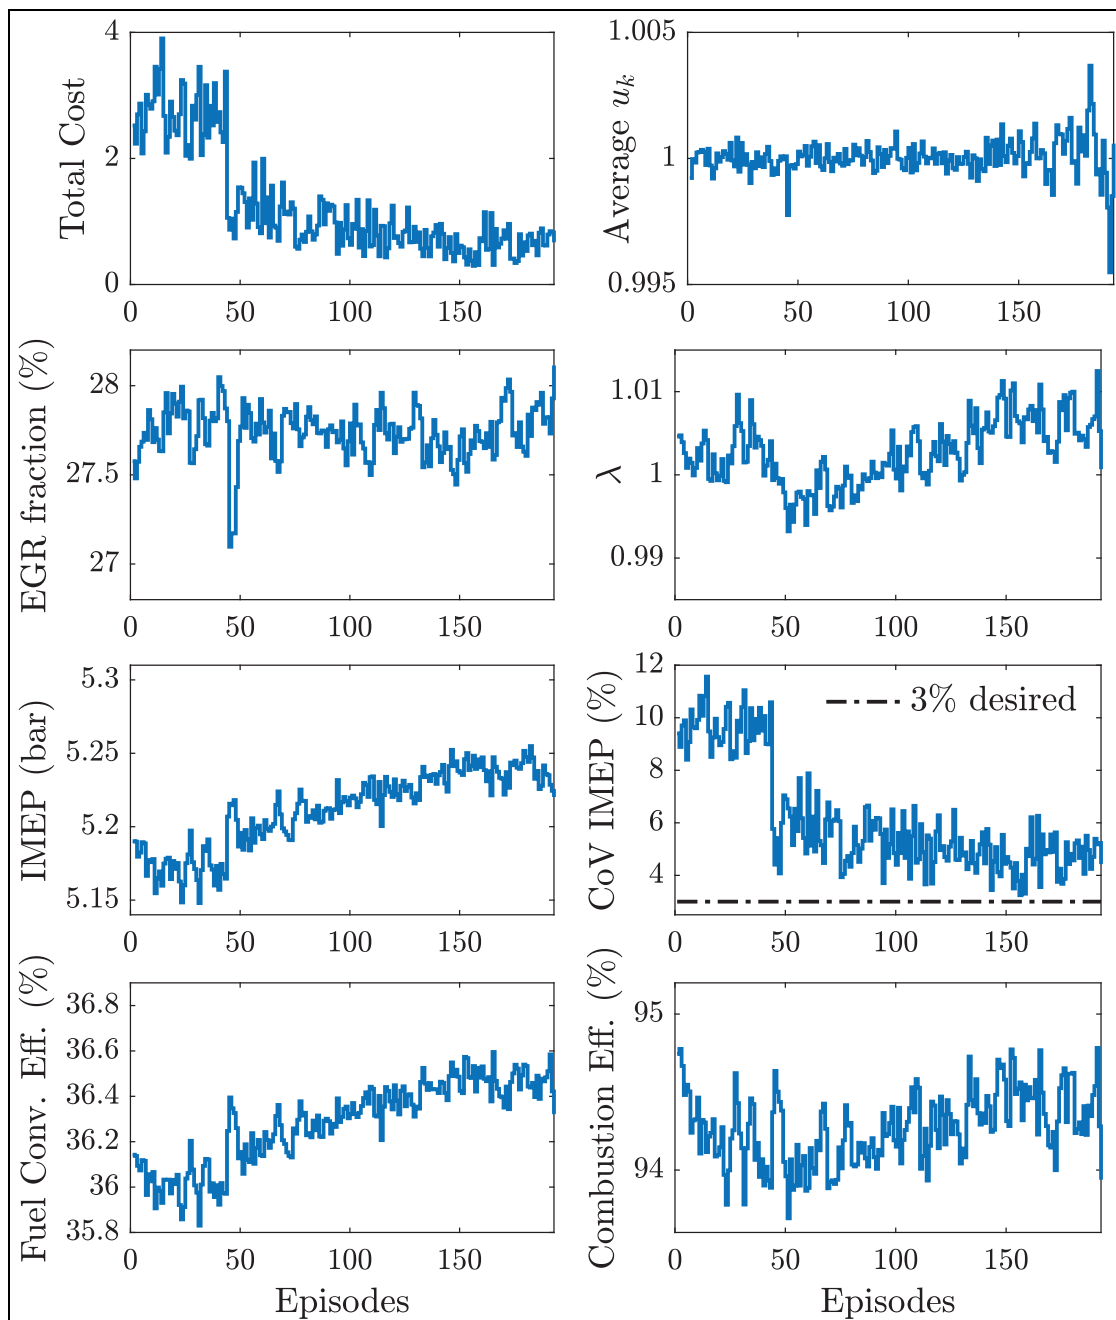 Total Cost
4
2
0
0 50 100 150
Average u_k
1.005
1
0.995
0 50 100 150
EGR fraction (%)
28
27.5
27
0 50 100 150
λ
1.01
1
0.99
0 50 100 150
IMEP (bar)
5.3
5.25
5.2
5.15
0 50 100 150
CoV IMEP (%)
12
10
8
6
4
3% desired
0 50 100 150
Fuel Conv. Eff. (%)
36.8
36.6
36.4
36.2
36
35.8
0 50 100 150
Episodes
Combustion Eff. (%)
95
94
0 50 100 150
Episodes